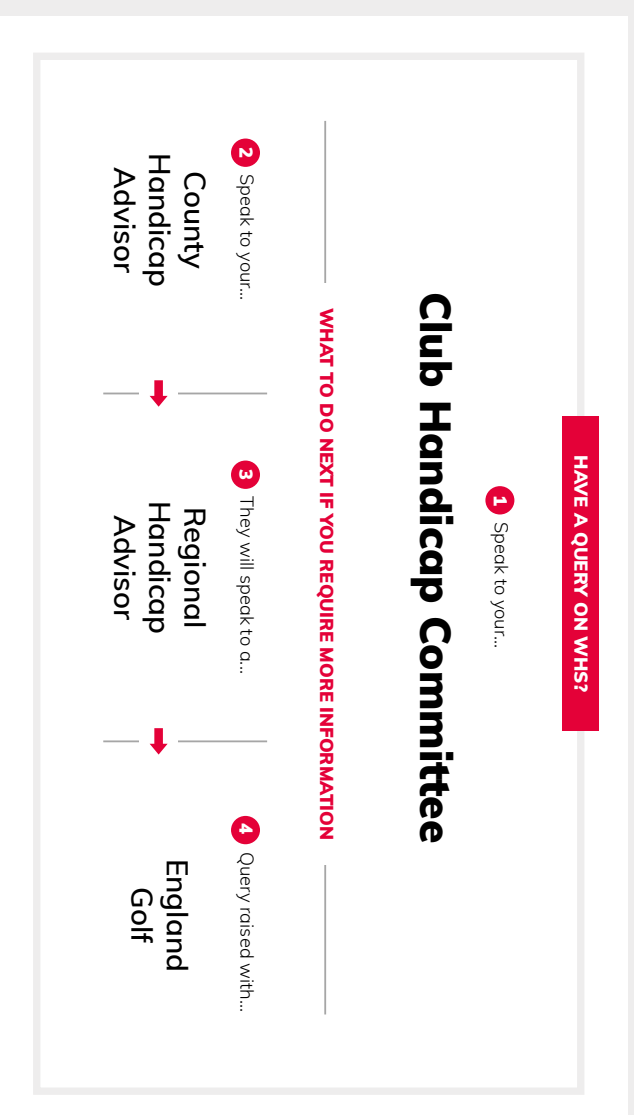 HAVE A QUERY ON WHS?
1 Speak to your...
Club Handicap Committee
WHAT TO DO NEXT IF YOU REQUIRE MORE INFORMATION
2 Speak to your...
County
Handicap
Advisor
3 They will speak to a...
Regional
Handicap
Advisor
4 Query raised with...
England
Golf